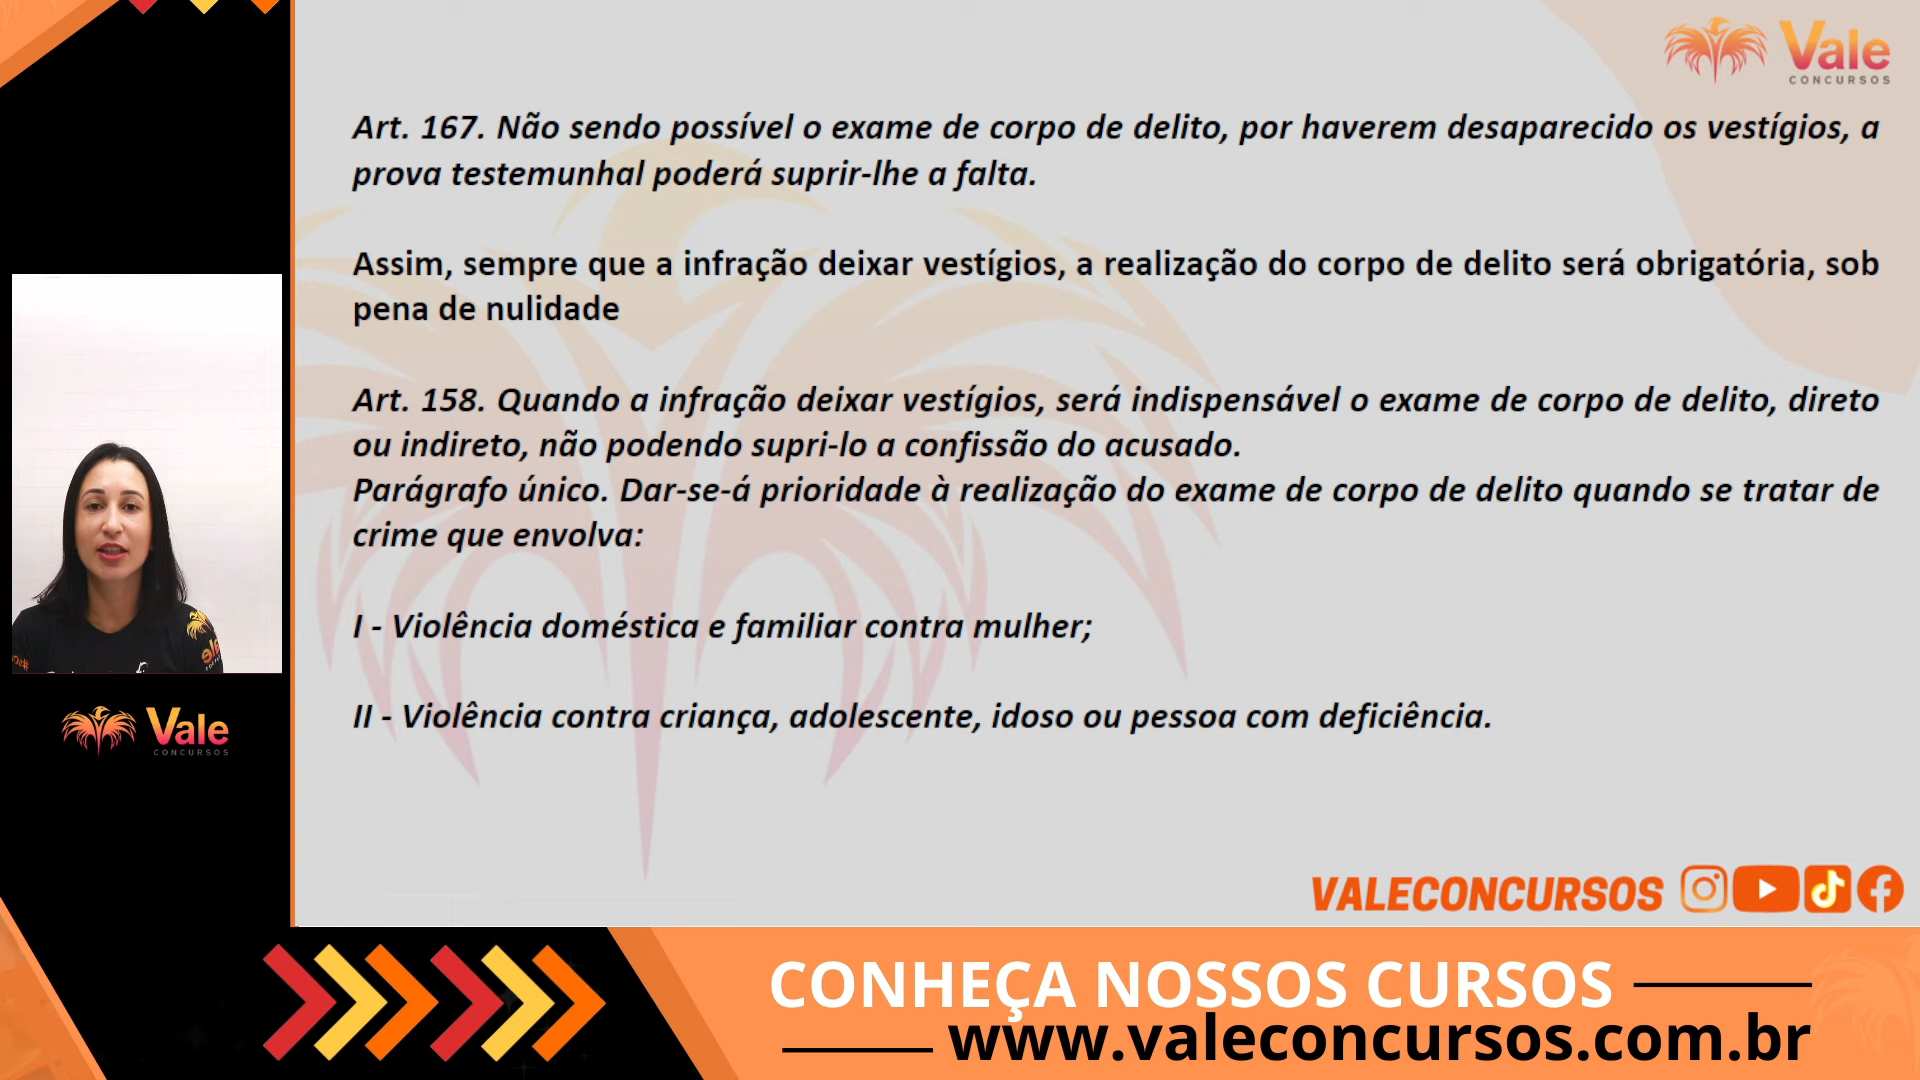 Vale
CONCURSOS
Art. 167. Não sendo possível o exame de corpo de delito, por haverem desaparecido os vestígios, a
prova testemunhal poderá suprir-lhe a falta.
Assim, sempre que a infração deixar vestígios, a realização do corpo de delito será obrigatória, sob
pena de nulidade
Art. 158. Quando a infração deixar vestígios, será indispensável o exame de corpo de delito, direto
ou indireto, não podendo supri-lo a confissão do acusado.
Parágrafo único. Dar-se-á prioridade à realização do exame de corpo de delito quando se tratar de
crime que envolva:
I - Violência doméstica e familiar contra mulher;
II - Violência contra criança, adolescente, idoso ou pessoa com deficiência.
Vale
CONCURSOS
VALECONCURSOS
CONHEÇA NOSSOS CURSOS
www.valeconcursos.com.br